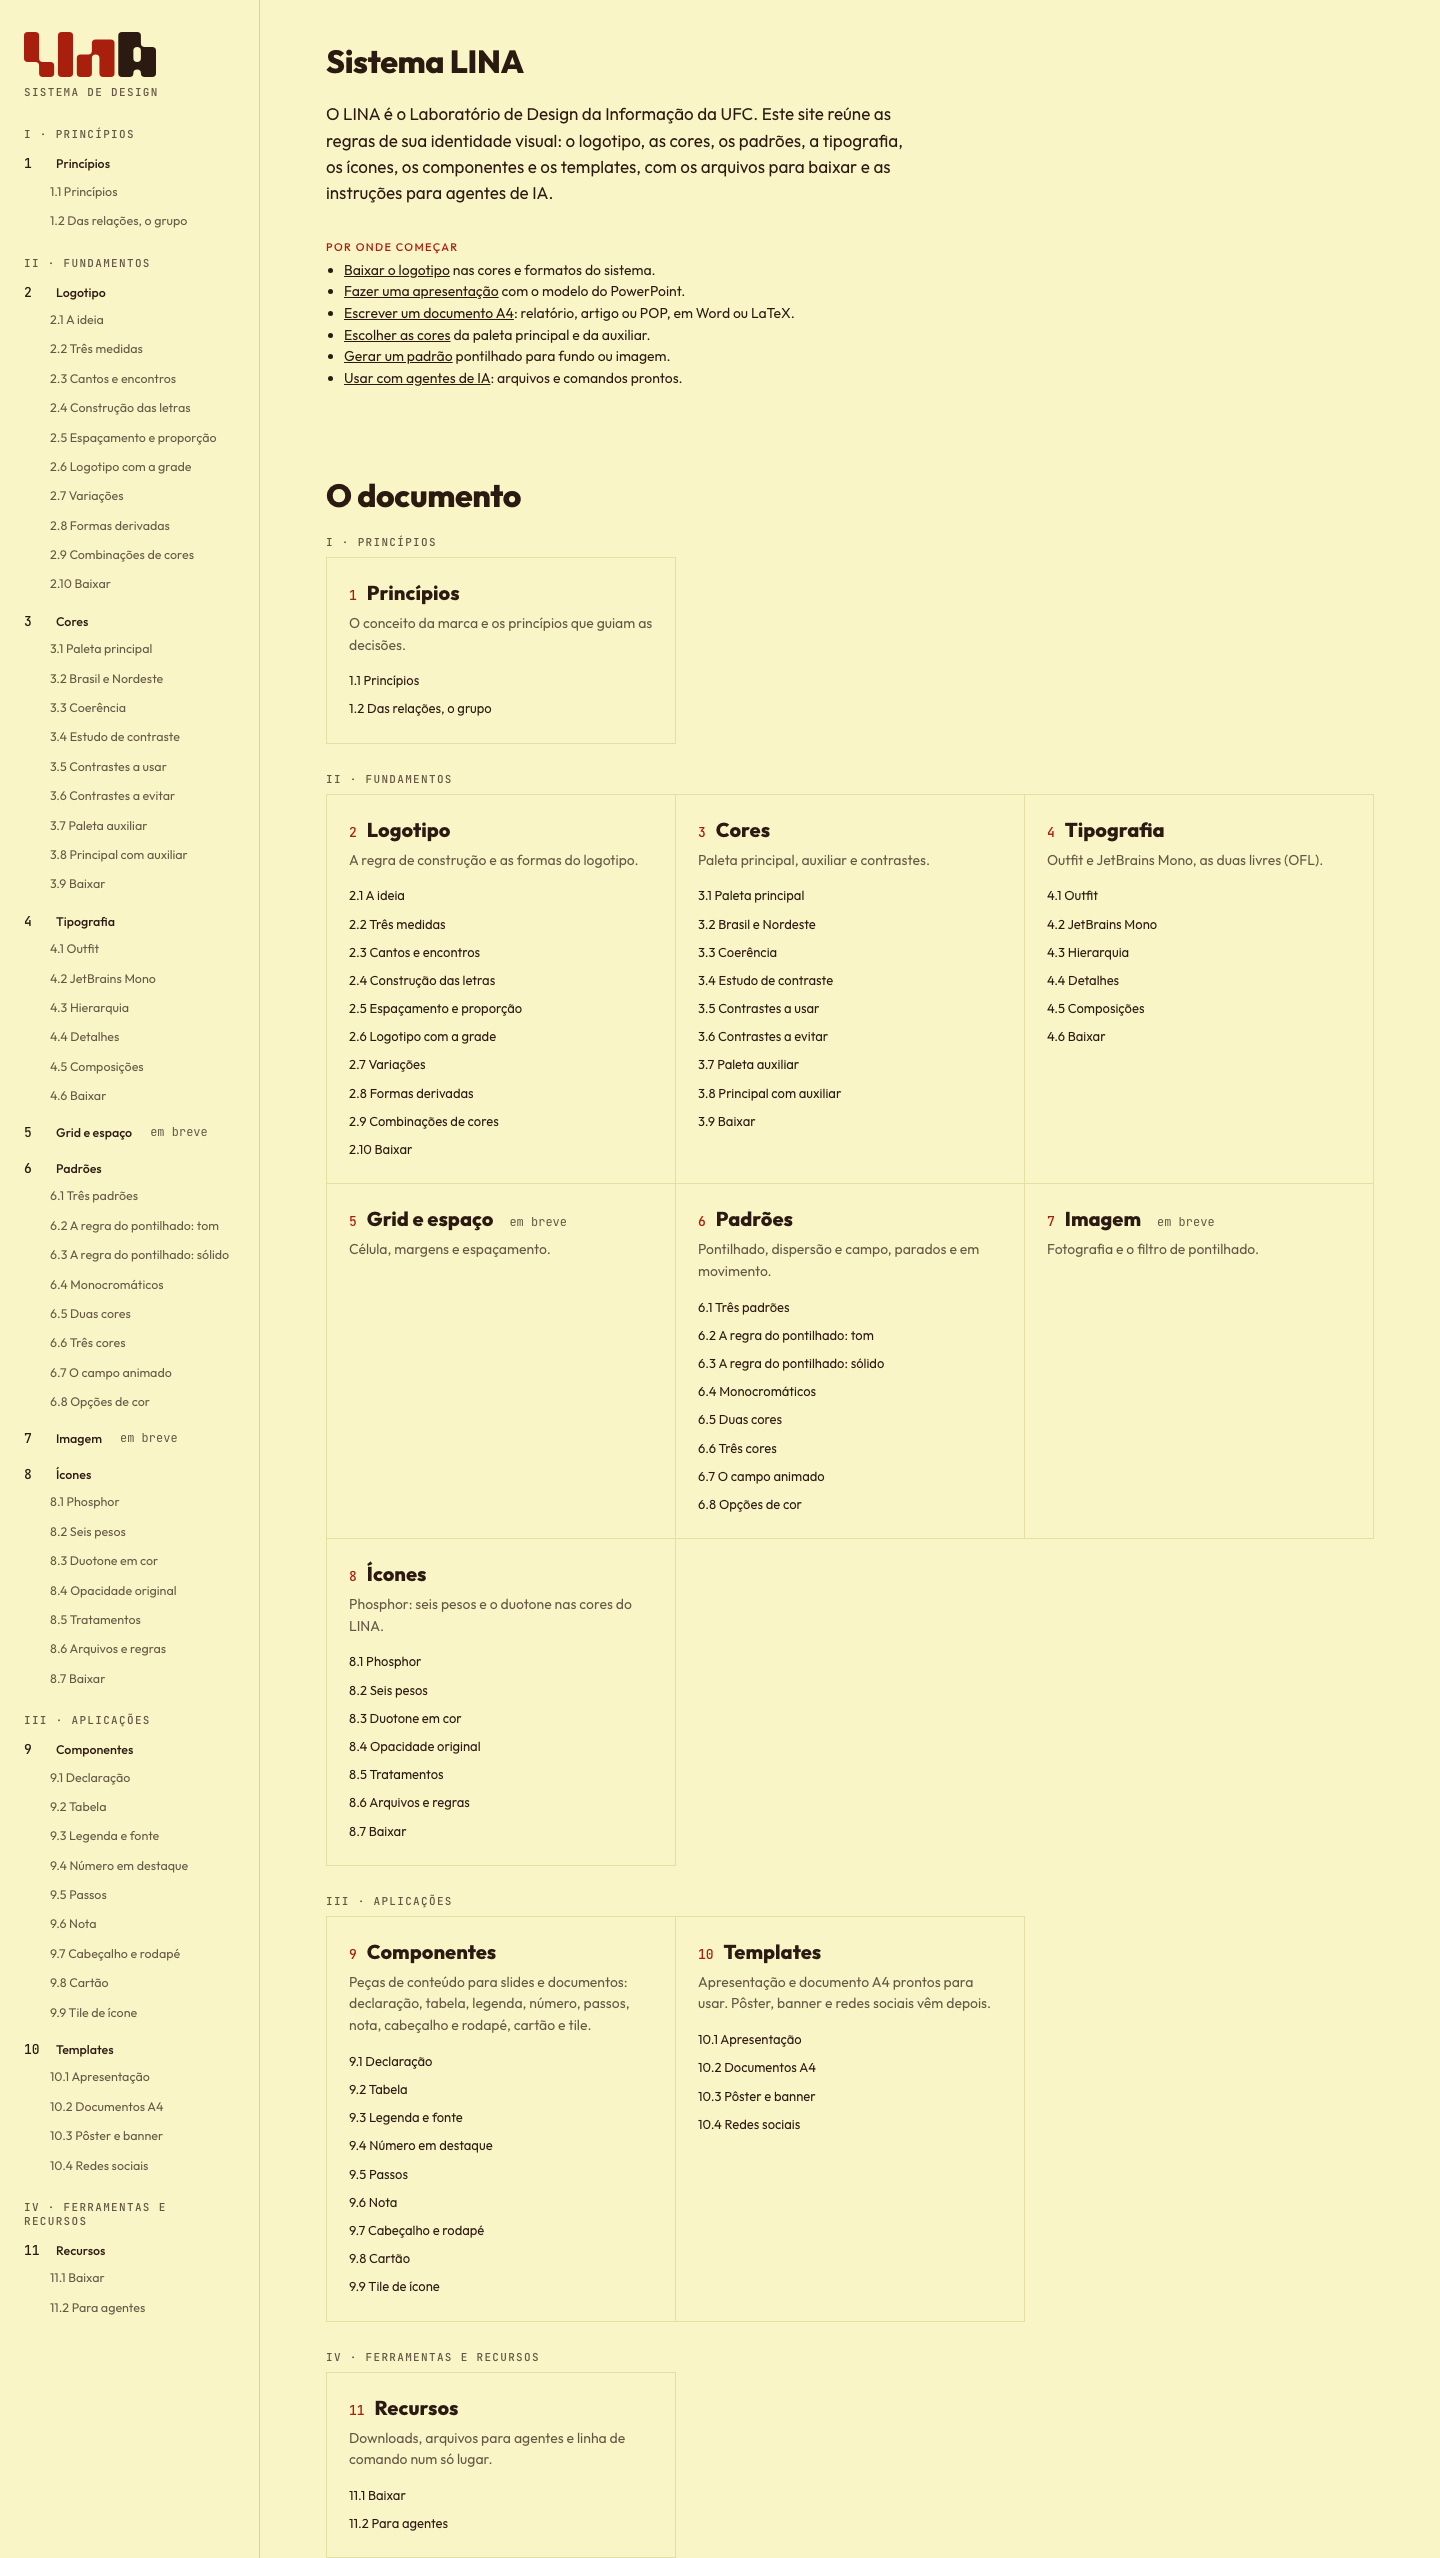 LINA
SISTEMA DE DESIGN
I · PRINCÍPIOS
1 Princípios
1.1 Princípios
1.2 Das relações, o grupo
II · FUNDAMENTOS
2 Logotipo
2.1 A ideia
2.2 Três medidas
2.3 Cantos e encontros
2.4 Construção das letras
2.5 Espaçamento e proporção
2.6 Logotipo com a grade
2.7 Variações
2.8 Formas derivadas
2.9 Combinações de cores
2.10 Baixar
3 Cores
3.1 Paleta principal
3.2 Brasil e Nordeste
3.3 Coerência
3.4 Estudo de contraste
3.5 Contrastes a usar
3.6 Contrastes a evitar
3.7 Paleta auxiliar
3.8 Principal com auxiliar
3.9 Baixar
4 Tipografia
4.1 Outfit
4.2 JetBrains Mono
4.3 Hierarquia
4.4 Detalhes
4.5 Composições
4.6 Baixar
5 Grid e espaço em breve
6 Padrões
6.1 Três padrões
6.2 A regra do pontilhado: tom
6.3 A regra do pontilhado: sólido
6.4 Monocromáticos
6.5 Duas cores
6.6 Três cores
6.7 O campo animado
6.8 Opções de cor
7 Imagem em breve
8 Ícones
8.1 Phosphor
8.2 Seis pesos
8.3 Duotone em cor
8.4 Opacidade original
8.5 Tratamentos
8.6 Arquivos e regras
8.7 Baixar
III · APLICAÇÕES
9 Componentes
9.1 Declaração
9.2 Tabela
9.3 Legenda e fonte
9.4 Número em destaque
9.5 Passos
9.6 Nota
9.7 Cabeçalho e rodapé
9.8 Cartão
9.9 Tile de ícone
10 Templates
10.1 Apresentação
10.2 Documentos A4
10.3 Pôster e banner
10.4 Redes sociais
IV · FERRAMENTAS E
RECURSOS
11 Recursos
11.1 Baixar
11.2 Para agentes
Sistema LINA
O LINA é o Laboratório de Design da Informação da UFC. Este site reúne as
regras de sua identidade visual: o logotipo, as cores, os padrões, a tipografia,
os ícones, os componentes e os templates, com os arquivos para baixar e as
instruções para agentes de IA.
POR ONDE COMEÇAR
• Baixar o logotipo nas cores e formatos do sistema.
• Fazer uma apresentação com o modelo do PowerPoint.
• Escrever um documento A4: relatório, artigo ou POP, em Word ou LaTeX.
• Escolher as cores da paleta principal e da auxiliar.
• Gerar um padrão pontilhado para fundo ou imagem.
• Usar com agentes de IA: arquivos e comandos prontos.
O documento
I · PRINCÍPIOS
1 Princípios
O conceito da marca e os princípios que guiam as
decisões.
1.1 Princípios
1.2 Das relações, o grupo
II · FUNDAMENTOS
2 Logotipo
A regra de construção e as formas do logotipo.
2.1 A ideia
2.2 Três medidas
2.3 Cantos e encontros
2.4 Construção das letras
2.5 Espaçamento e proporção
2.6 Logotipo com a grade
2.7 Variações
2.8 Formas derivadas
2.9 Combinações de cores
2.10 Baixar
3 Cores
Paleta principal, auxiliar e contrastes.
3.1 Paleta principal
3.2 Brasil e Nordeste
3.3 Coerência
3.4 Estudo de contraste
3.5 Contrastes a usar
3.6 Contrastes a evitar
3.7 Paleta auxiliar
3.8 Principal com auxiliar
3.9 Baixar
4 Tipografia
Outfit e JetBrains Mono, as duas livres (OFL).
4.1 Outfit
4.2 JetBrains Mono
4.3 Hierarquia
4.4 Detalhes
4.5 Composições
4.6 Baixar
5 Grid e espaço em breve
Célula, margens e espaçamento.
6 Padrões
Pontilhado, dispersão e campo, parados e em
movimento.
6.1 Três padrões
6.2 A regra do pontilhado: tom
6.3 A regra do pontilhado: sólido
6.4 Monocromáticos
6.5 Duas cores
6.6 Três cores
6.7 O campo animado
6.8 Opções de cor
7 Imagem em breve
Fotografia e o filtro de pontilhado.
8 Ícones
Phosphor: seis pesos e o duotone nas cores do
LINA.
8.1 Phosphor
8.2 Seis pesos
8.3 Duotone em cor
8.4 Opacidade original
8.5 Tratamentos
8.6 Arquivos e regras
8.7 Baixar
III · APLICAÇÕES
9 Componentes
Peças de conteúdo para slides e documentos:
declaração, tabela, legenda, número, passos,
nota, cabeçalho e rodapé, cartão e tile.
9.1 Declaração
9.2 Tabela
9.3 Legenda e fonte
9.4 Número em destaque
9.5 Passos
9.6 Nota
9.7 Cabeçalho e rodapé
9.8 Cartão
9.9 Tile de ícone
10 Templates
Apresentação e documento A4 prontos para
usar. Pôster, banner e redes sociais vêm depois.
10.1 Apresentação
10.2 Documentos A4
10.3 Pôster e banner
10.4 Redes sociais
IV · FERRAMENTAS E RECURSOS
11 Recursos
Downloads, arquivos para agentes e linha de
comando num só lugar.
11.1 Baixar
11.2 Para agentes